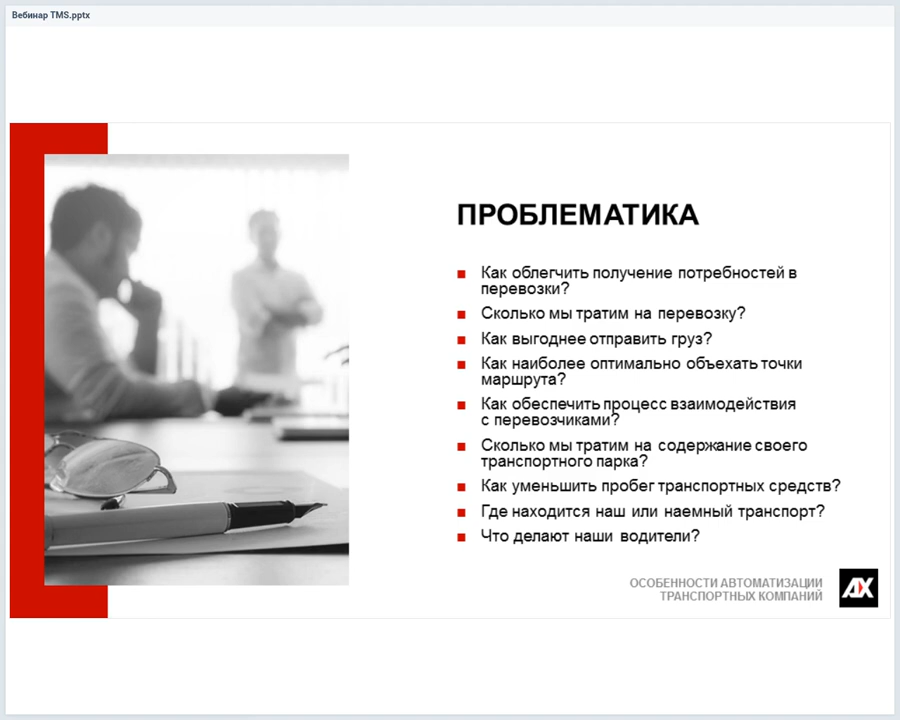 Вебинар TMS.pptx
ПРОБЛЕМАТИКА
Как облегчить получение потребностей в
перевозки?
Сколько мы тратим на перевозку?
Как выгоднее отправить груз?
Как наиболее оптимально объехать точки
маршрута?
Как обеспечить процесс взаимодействия
с перевозчиками?
Сколько мы тратим на содержание своего
транспортного парка?
Как уменьшить пробег транспортных средств?
Где находится наш или наемный транспорт?
Что делают наши водители?
ОСОБЕННОСТИ АВТОМАТИЗАЦИИ
ТРАНСПОРТНЫХ КОМПАНИЙ
AX